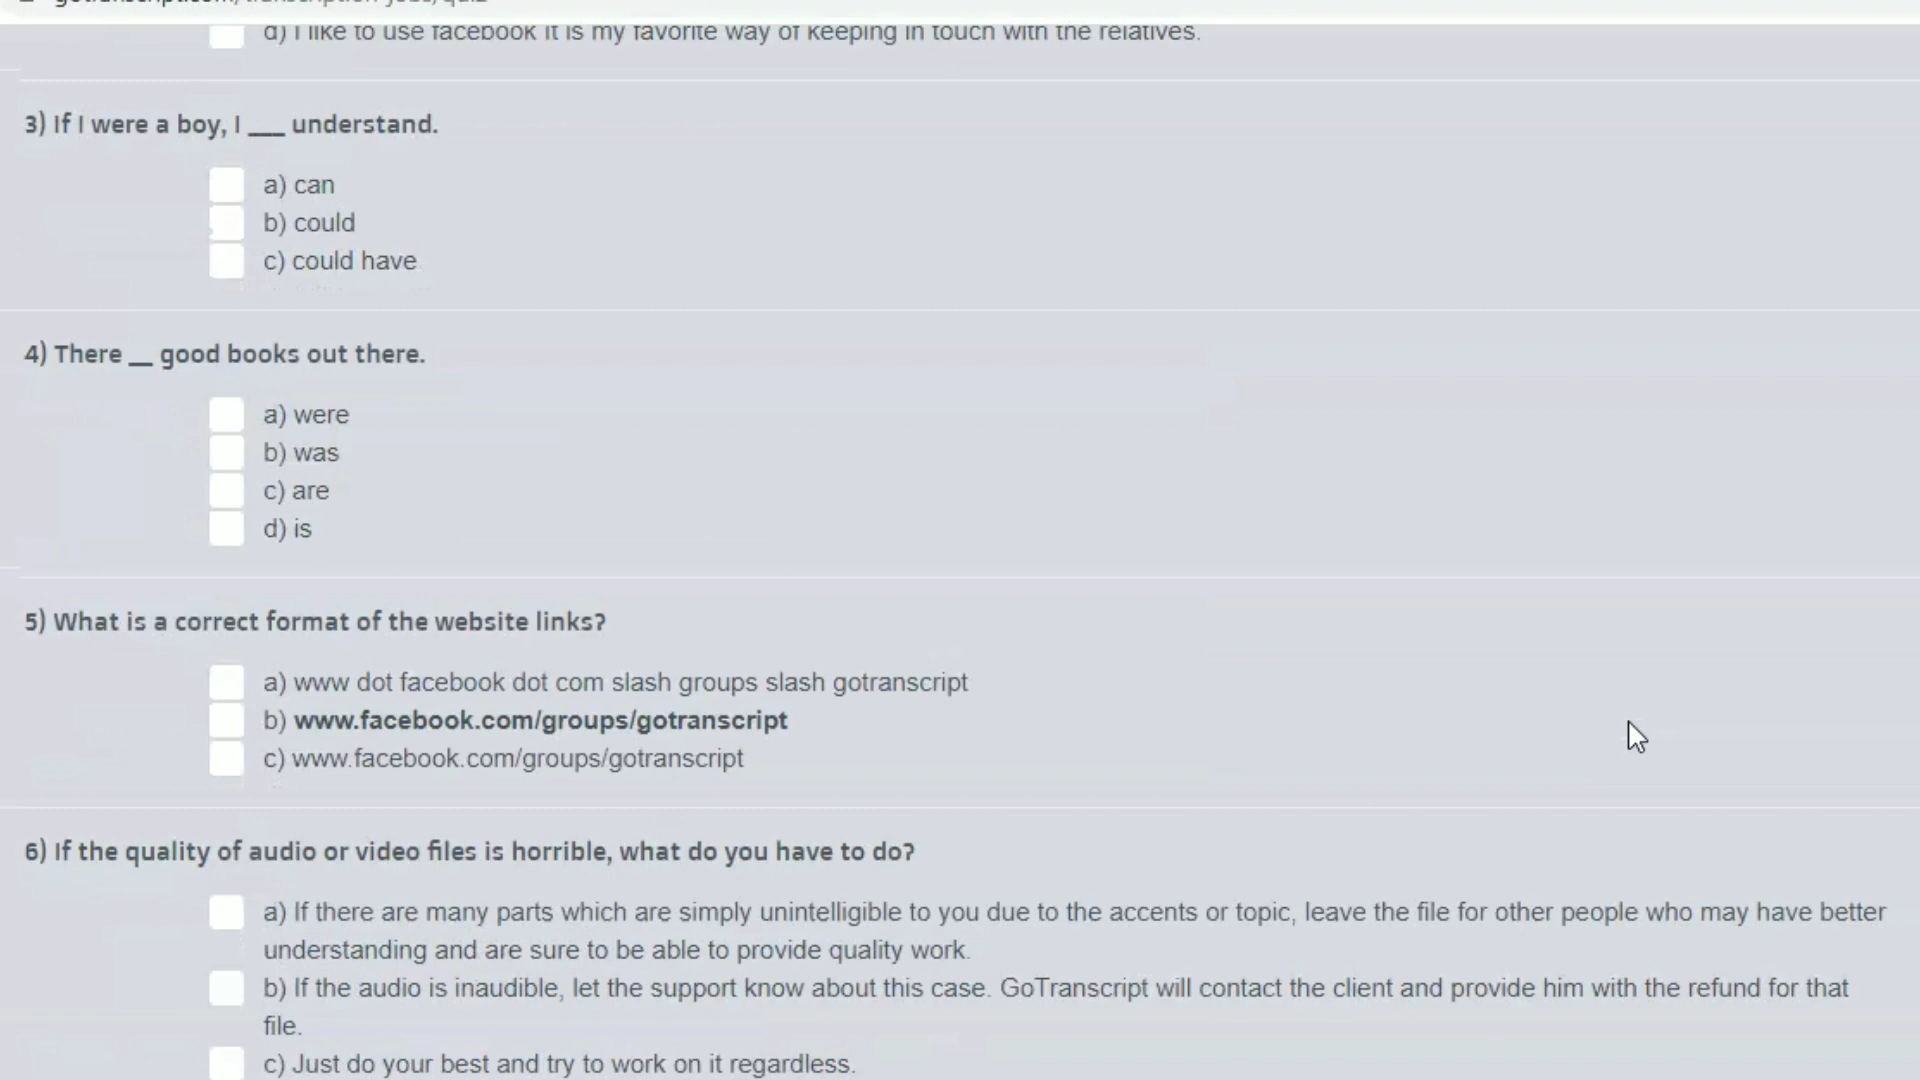 d) I like to use facebook it is my favorite way of keeping in touch with the relatives.
3) If I were a boy, I ___ understand.
a) can
b) could
c) could have
4) There __ good books out there.
a) were
b) was
c) are
d) is
5) What is a correct format of the website links?
a) www dot facebook dot com slash groups slash gotranscript
b) www.facebook.com/groups/gotranscript
c) www.facebook.com/groups/gotranscript
6) If the quality of audio or video files is horrible, what do you have to do?
a) If there are many parts which are simply unintelligible to you due to the accents or topic, leave the file for other people who may have better
understanding and are sure to be able to provide quality work.
b) If the audio is inaudible, let the support know about this case. GoTranscript will contact the client and provide him with the refund for that
file.
c) Just do your best and try to work on it regardless.